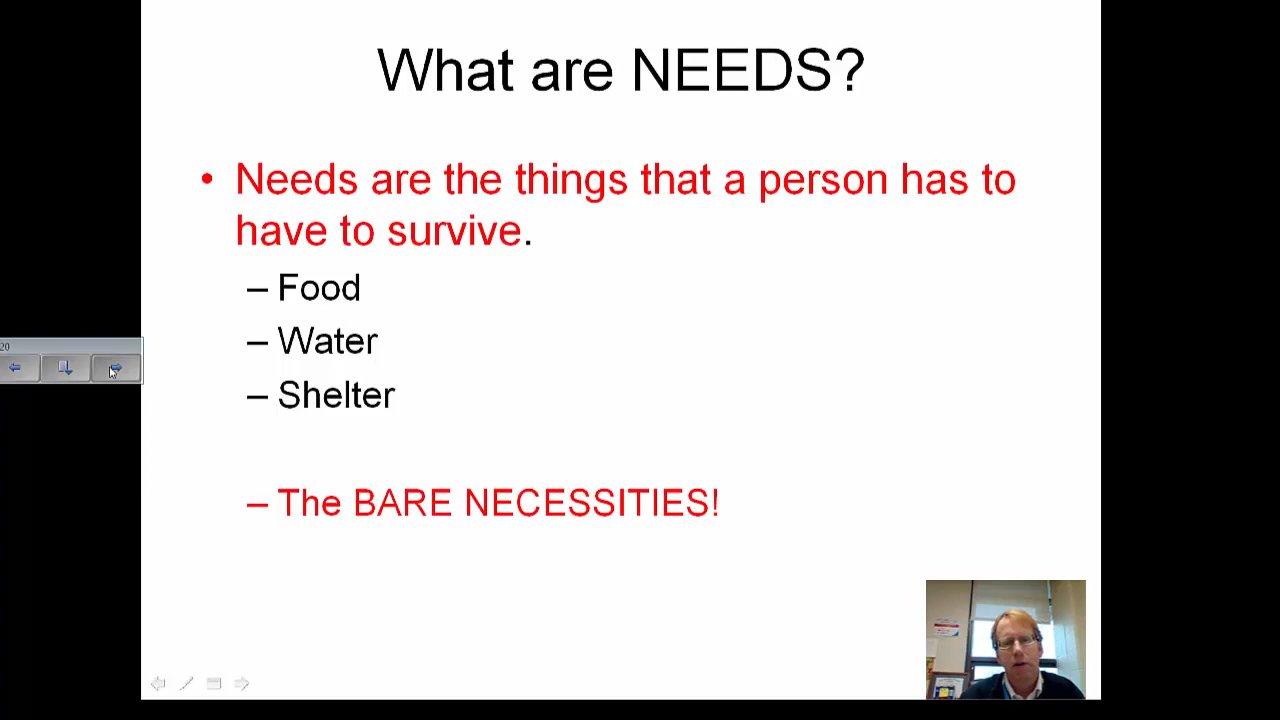 What are NEEDS?
• Needs are the things that a person has to
have to survive.
– Food
– Water
– Shelter
– The BARE NECESSITIES!
20